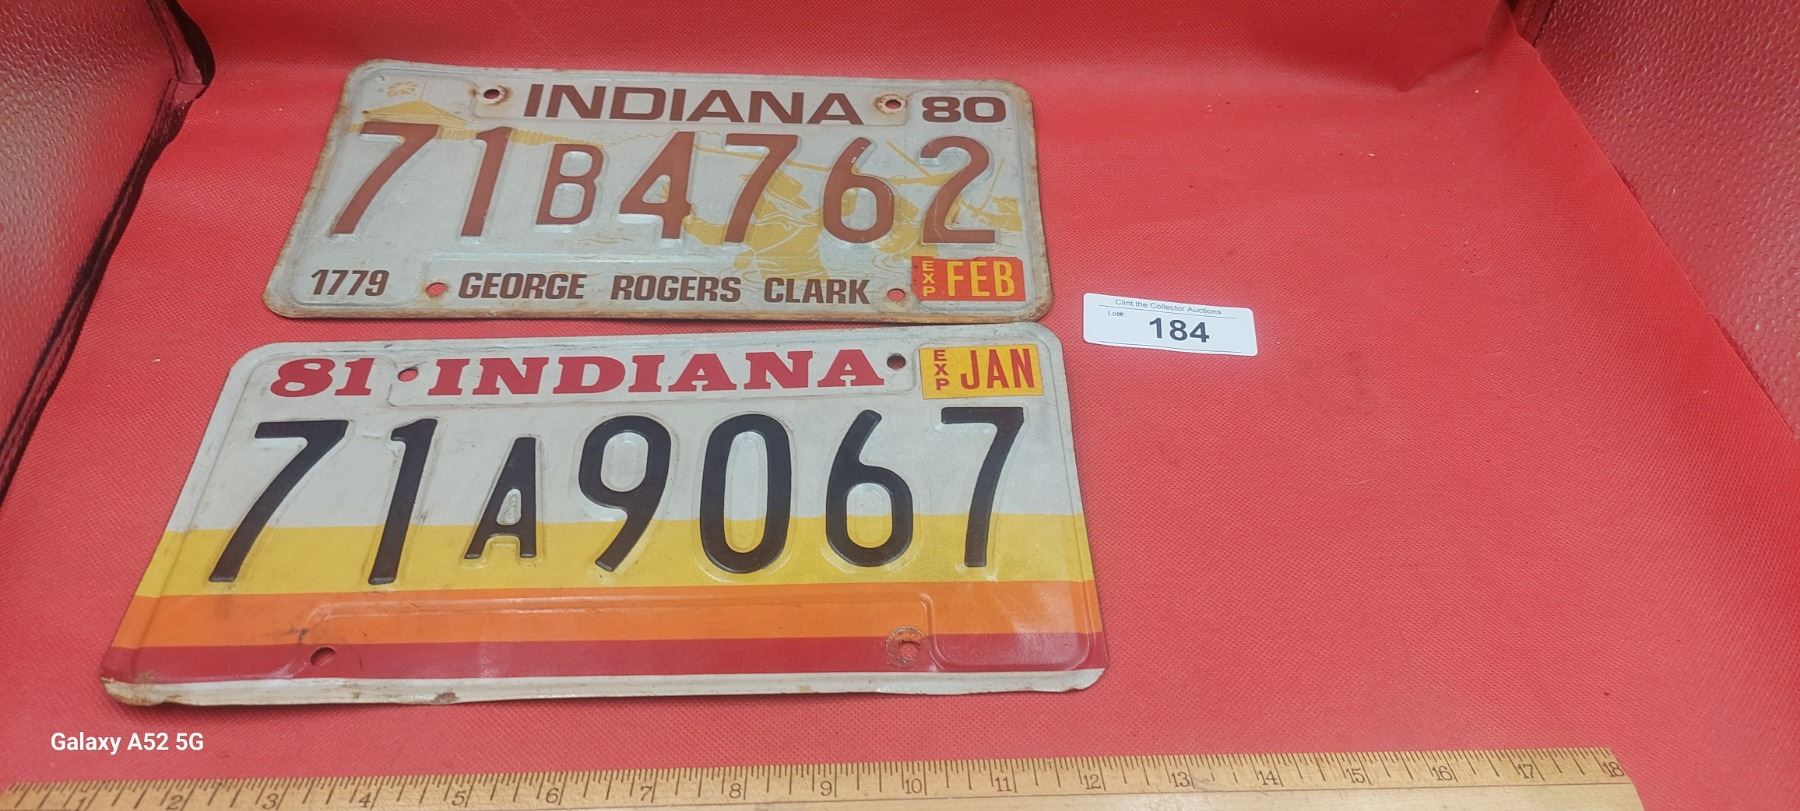 INDIANA 80
71B4762
1779 GEORGE ROGERS CLARK EXP FEB
Clint the Collector Auctions
Lot#: 184
81 INDIANA EXP JAN
71A9067
Galaxy A52 5G
1 2 3 4 5 6 7 8 9 10 11 12 13 14 15 16 17 18